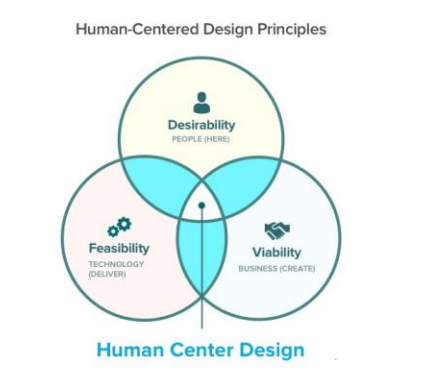 Human-Centered Design Principles
Desirability
PEOPLE (HERE)
Feasibility
TECHNOLOGY
(DELIVER)
Viability
BUSINESS (CREATE)
Human Center Design